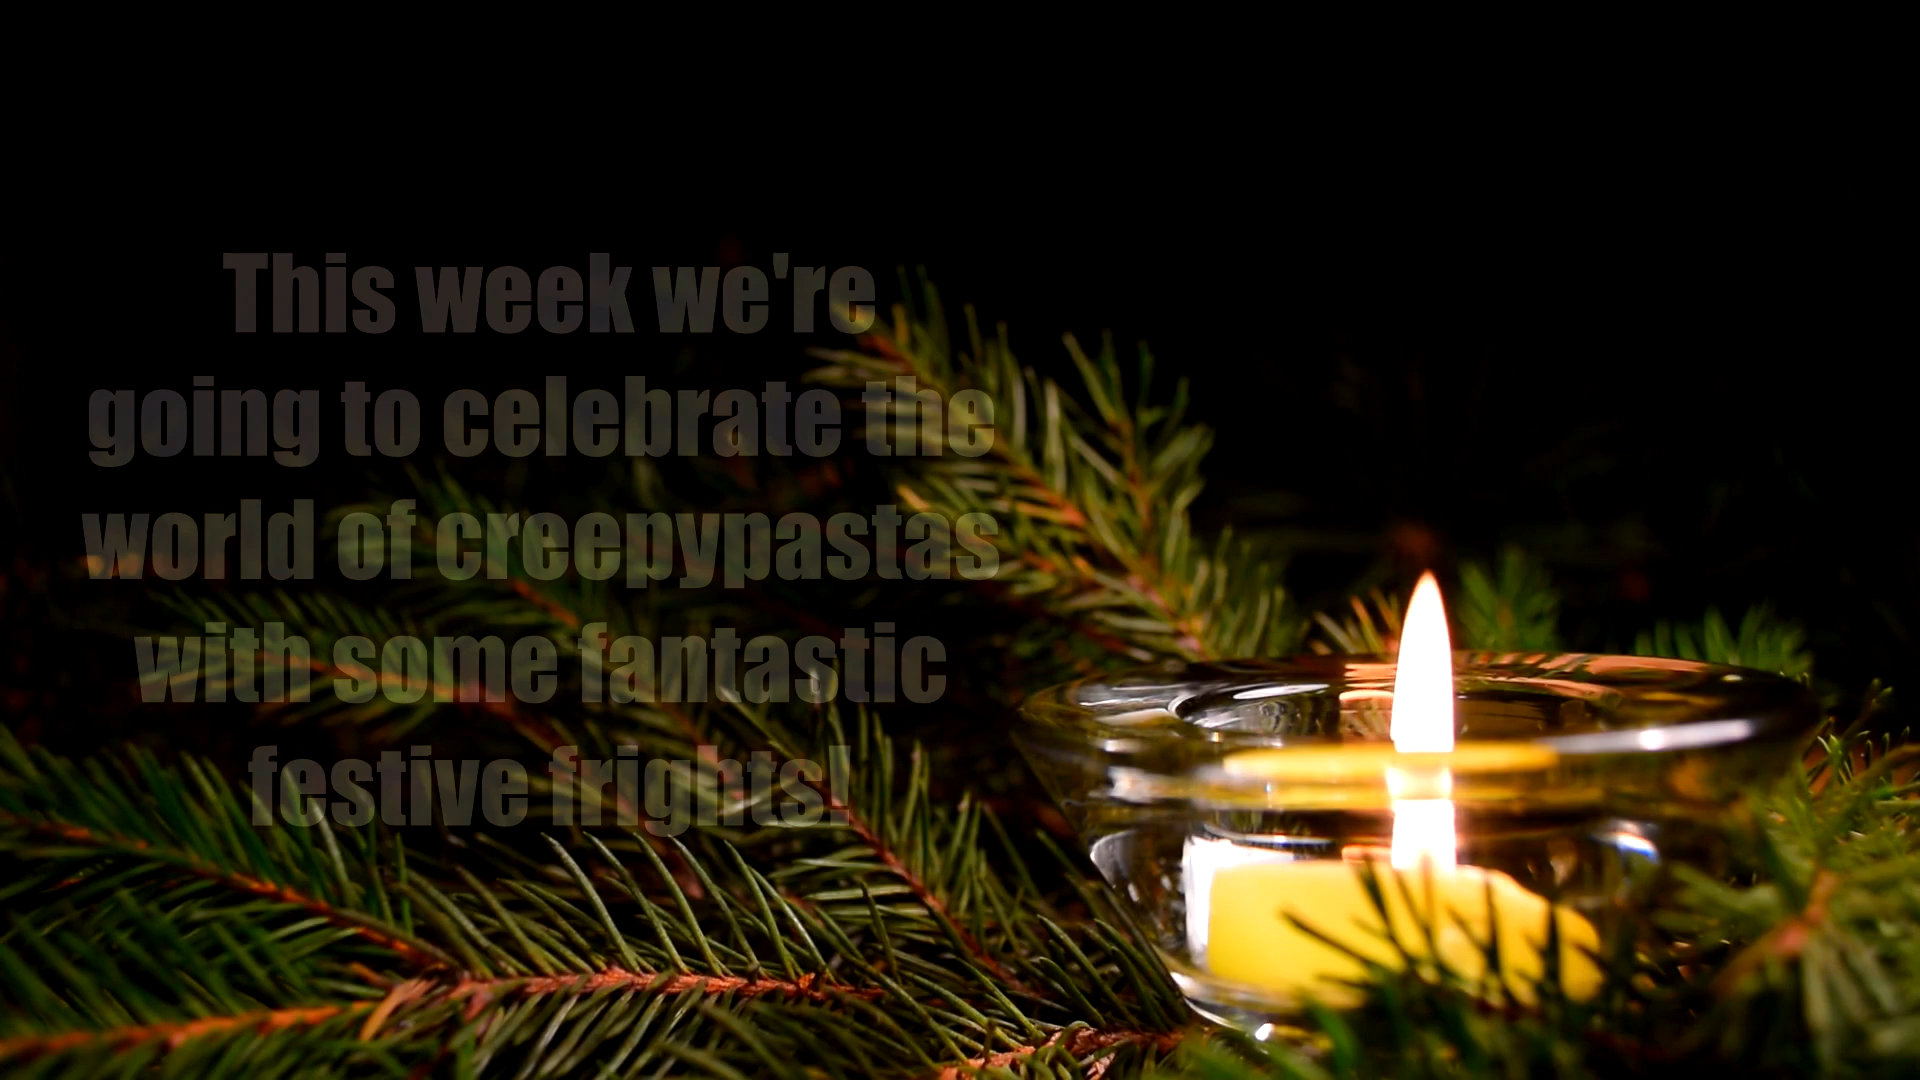 This week we're
going to celebrate the
world of creepypastas
with some fantastic
festive frights!